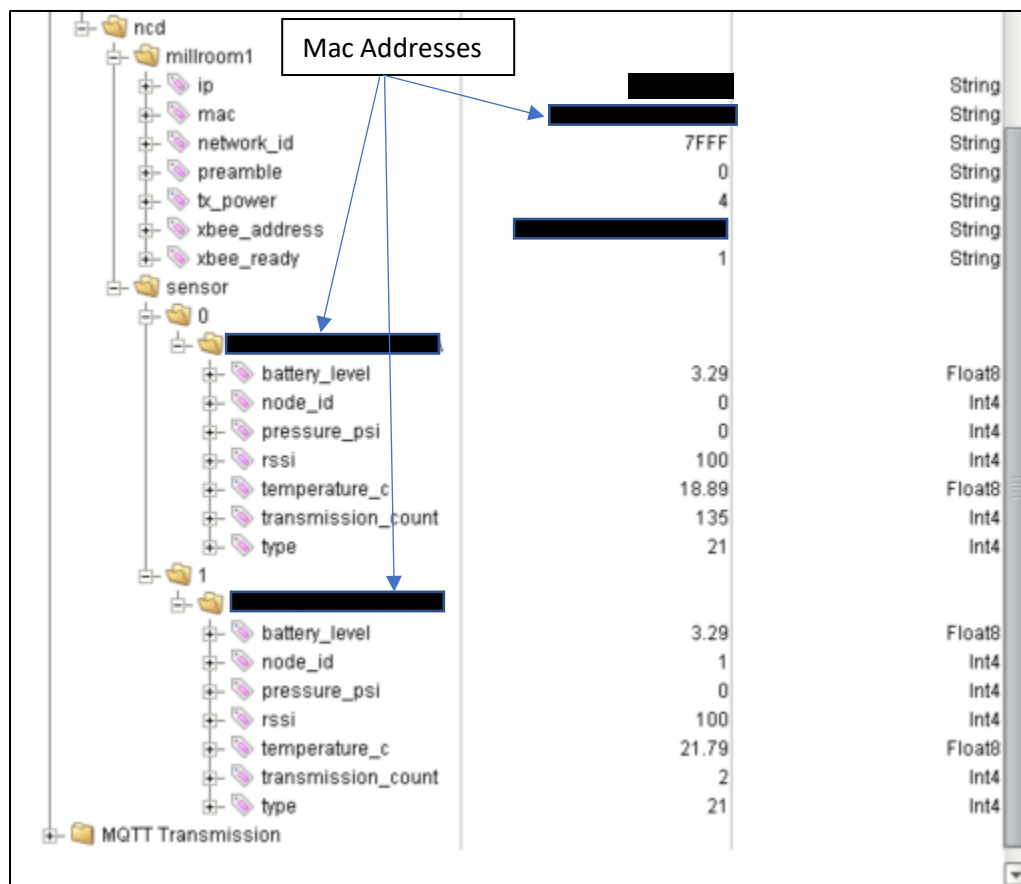 ncd
Mac Addresses
millroom1
ip String
mac String
network_id 7FFF String
preamble 0 String
tx_power 4 String
xbee_address String
xbee_ready 1 String
sensor
0
battery_level 3.29 Float8
node_id 0 Int4
pressure_psi 0 Int4
rssi 100 Int4
temperature_c 18.89 Float8
transmission_count 135 Int4
type 21 Int4
1
battery_level 3.29 Float8
node_id 1 Int4
pressure_psi 0 Int4
rssi 100 Int4
temperature_c 21.79 Float8
transmission_count 2 Int4
type 21 Int4
MQTT Transmission